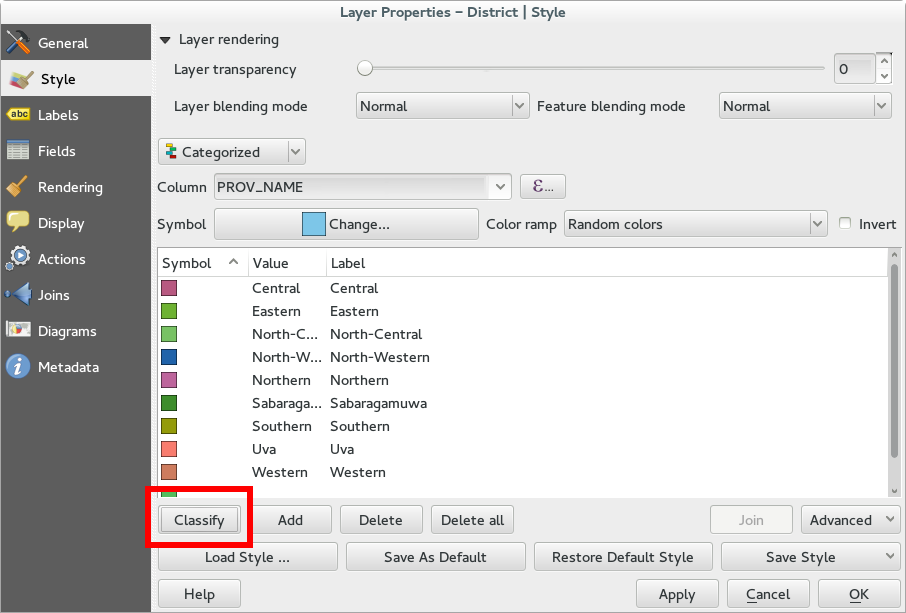 Layer Properties – District | Style
General
Style
abc Labels
Fields
Rendering
Display
Actions
Joins
Diagrams
i Metadata
Layer rendering
Layer transparency 0
Layer blending mode Normal Feature blending mode Normal
Categorized
Column PROV_NAME Ɛ...
Symbol Change... Color ramp Random colors Invert
Symbol Value Label
Central Central
Eastern Eastern
North-C... North-Central
North-W... North-Western
Northern Northern
Sabaraga... Sabaragamuwa
Southern Southern
Uva Uva
Western Western
Classify Add Delete Delete all Join Advanced
Load Style ... Save As Default Restore Default Style Save Style
Help Apply Cancel OK